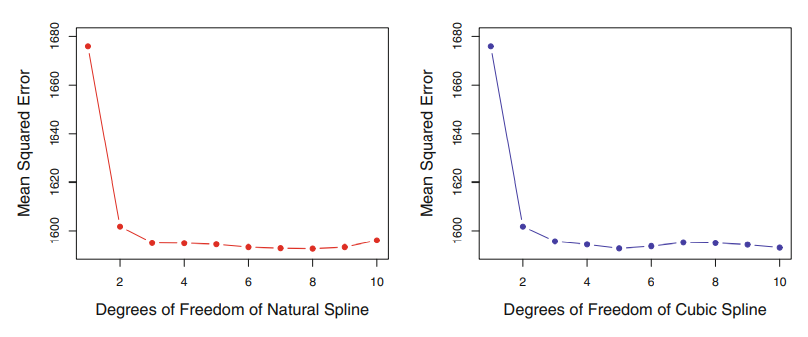 Mean Squared Error
1680
1660
1640
1620
1600
2 4 6 8 10
Degrees of Freedom of Natural Spline
Mean Squared Error
1680
1660
1640
1620
1600
2 4 6 8 10
Degrees of Freedom of Cubic Spline